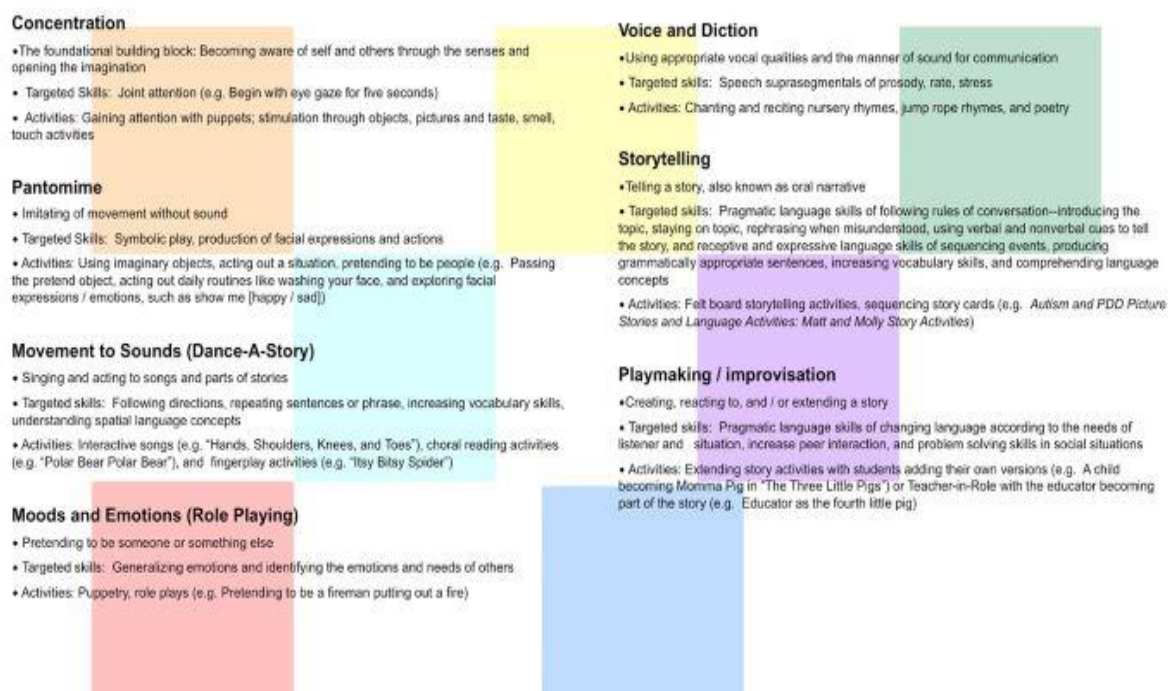 Concentration
•The foundational building block: Becoming aware of self and others through the senses and
opening the imagination
• Targeted Skills: Joint attention (e.g. Begin with eye gaze for five seconds)
• Activities: Gaining attention with puppets; stimulation through objects, pictures and taste, smell,
touch activities
Pantomime
• Imitating of movement without sound
• Targeted Skills: Symbolic play, production of facial expressions and actions
• Activities: Using imaginary objects, acting out a situation, pretending to be people (e.g. Passing
the pretend object, acting out daily routines like washing your face, and exploring facial
expressions / emotions, such as show me [happy / sad])
Movement to Sounds (Dance-A-Story)
• Singing and acting to songs and parts of stories
• Targeted skills: Following directions, repeating sentences or phrase, increasing vocabulary skills,
understanding spatial language concepts
• Activities: Interactive songs (e.g. “Hands, Shoulders, Knees, and Toes”), choral reading activities
(e.g. “Polar Bear Polar Bear”), and fingerplay activities (e.g. “Itsy Bitsy Spider”)
Moods and Emotions (Role Playing)
• Pretending to be someone or something else
• Targeted skills: Generalizing emotions and identifying the emotions and needs of others
• Activities: Puppetry, role plays (e.g. Pretending to be a fireman putting out a fire)
Voice and Diction
•Using appropriate vocal qualities and the manner of sound for communication
• Targeted skills: Speech suprasegmentals of prosody, rate, stress
• Activities: Chanting and reciting nursery rhymes, jump rope rhymes, and poetry
Storytelling
•Telling a story, also known as oral narrative
• Targeted skills: Pragmatic language skills of following rules of conversation--introducing the
topic, staying on topic, rephrasing when misunderstood, using verbal and nonverbal cues to tell
the story, and receptive and expressive language skills of sequencing events, producing
grammatically appropriate sentences, increasing vocabulary skills, and comprehending language
concepts
• Activities: Felt board storytelling activities, sequencing story cards (e.g. Autism and PDD Picture
Stories and Language Activities: Matt and Molly Story Activities)
Playmaking / improvisation
•Creating, reacting to, and / or extending a story
• Targeted skills: Pragmatic language skills of changing language according to the needs of
listener and situation, increase peer interaction, and problem solving skills in social situations
• Activities: Extending story activities with students adding their own versions (e.g. A child
becoming Momma Pig in “The Three Little Pigs”) or Teacher-in-Role with the educator becoming
part of the story (e.g. Educator as the fourth little pig)